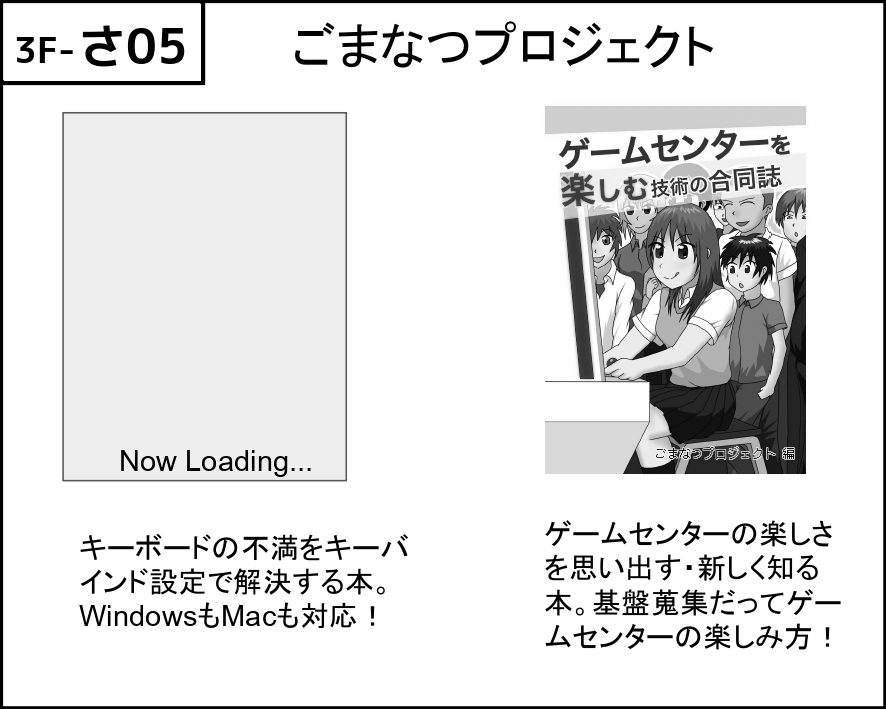 3F-さ05
ごまなつプロジェクト
Now Loading...
キーボードの不満をキーバ
インド設定で解決する本。
WindowsもMacも対応！
ゲームセンターを
楽しむ技術の合同誌
ごまなつプロジェクト 編
ゲームセンターの楽しさ
を思い出す・新しく知る
本。基盤蒐集だってゲー
ムセンターの楽しみ方！